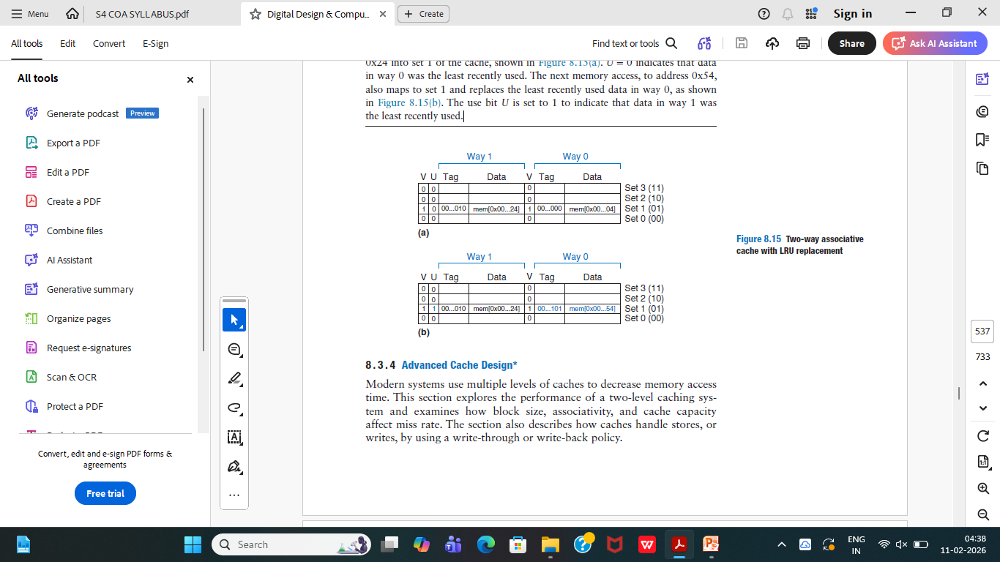 Menu
S4 COA SYLLABUS.pdf
Digital Design & Compu...
Create
Sign in
All tools
Edit
Convert
E-Sign
Find text or tools
Share
Ask AI Assistant
All tools
Generate podcast
Preview
Export a PDF
Edit a PDF
Create a PDF
Combine files
AI Assistant
Generative summary
Organize pages
Request e-signatures
Scan & OCR
Protect a PDF
Convert, edit and e-sign PDF forms &
agreements
Free trial
0x24 into set 1 of the cache, shown in Figure 8.15(a). U = 0 indicates that data
in way 0 was the least recently used. The next memory access, to address 0x54,
also maps to set 1 and replaces the least recently used data in way 0, as shown
in Figure 8.15(b). The use bit U is set to 1 to indicate that data in way 1 was
the least recently used.
Way 1 Way 0
V U Tag Data V Tag Data
0 0 0 Set 3 (11)
0 0 0 Set 2 (10)
1 0 00...010 mem[0x00...24] 1 00...000 mem[0x00...04] Set 1 (01)
0 0 0 Set 0 (00)
(a)
Way 1 Way 0
V U Tag Data V Tag Data
0 0 0 Set 3 (11)
0 0 0 Set 2 (10)
1 1 00...010 mem[0x00...24] 1 00...101 mem[0x00...54] Set 1 (01)
0 0 0 Set 0 (00)
(b)
Figure 8.15 Two-way associative
cache with LRU replacement
8.3.4 Advanced Cache Design*
Modern systems use multiple levels of caches to decrease memory access
time. This section explores the performance of a two-level caching sys-
tem and examines how block size, associativity, and cache capacity
affect miss rate. The section also describes how caches handle stores, or
writes, by using a write-through or write-back policy.
537
733
1:1
Search
ENG
IN
04:38
11-02-2026